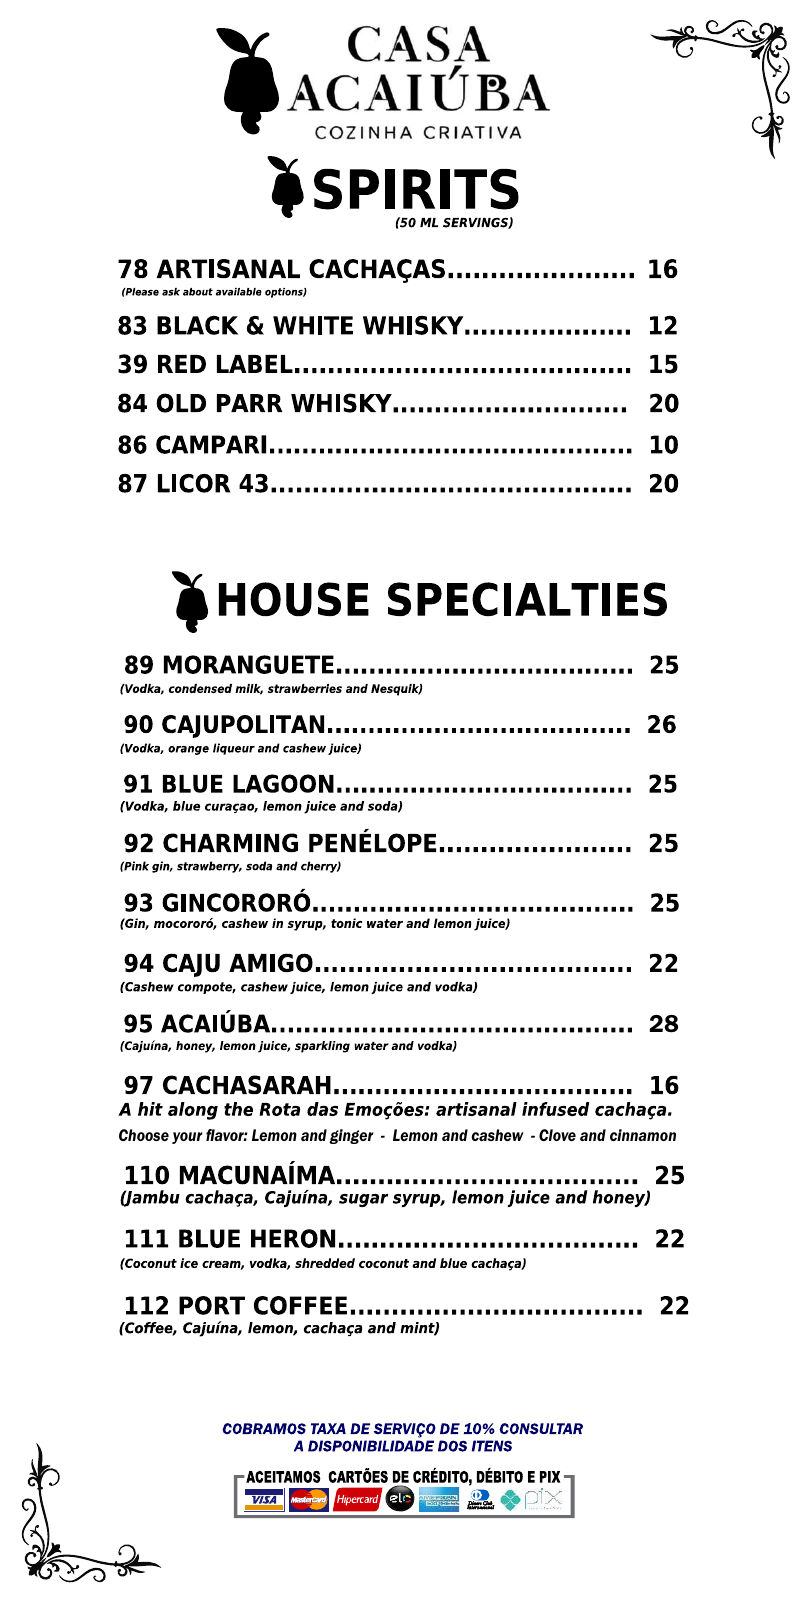 CASA
ACAIÚBA
COZINHA CRIATIVA
SPIRITS
(50 ML SERVINGS)
78 ARTISANAL CACHAÇAS...................... 16
(Please ask about available options)
83 BLACK & WHITE WHISKY.................... 12
39 RED LABEL........................................ 15
84 OLD PARR WHISKY............................ 20
86 CAMPARI........................................... 10
87 LICOR 43.......................................... 20
HOUSE SPECIALTIES
89 MORANGUETE.................................... 25
(Vodka, condensed milk, strawberries and Nesquik)
90 CAJUPOLITAN..................................... 26
(Vodka, orange liqueur and cashew juice)
91 BLUE LAGOON.................................... 25
(Vodka, blue curaçao, lemon juice and soda)
92 CHARMING PENÉLOPE....................... 25
(Pink gin, strawberry, soda and cherry)
93 GINCORORÓ...................................... 25
(Gin, mocororó, cashew in syrup, tonic water and lemon juice)
94 CAJU AMIGO...................................... 22
(Cashew compote, cashew juice, lemon juice and vodka)
95 ACAIÚBA........................................... 28
(Cajuína, honey, lemon juice, sparkling water and vodka)
97 CACHASARAH.................................... 16
A hit along the Rota das Emoções: artisanal infused cachaça.
Choose your flavor: Lemon and ginger - Lemon and cashew - Clove and cinnamon
110 MACUNAÍMA.................................... 25
(Jambu cachaça, Cajuína, sugar syrup, lemon juice and honey)
111 BLUE HERON.................................... 22
(Coconut ice cream, vodka, shredded coconut and blue cachaça)
112 PORT COFFEE................................... 22
(Coffee, Cajuína, lemon, cachaça and mint)
COBRAMOS TAXA DE SERVIÇO DE 10% CONSULTAR
A DISPONIBILIDADE DOS ITENS
ACEITAMOS CARTÕES DE CRÉDITO, DÉBITO E PIX
VISA MasterCard Hipercard elo AMERICAN EXPRESS Diners Club International pix